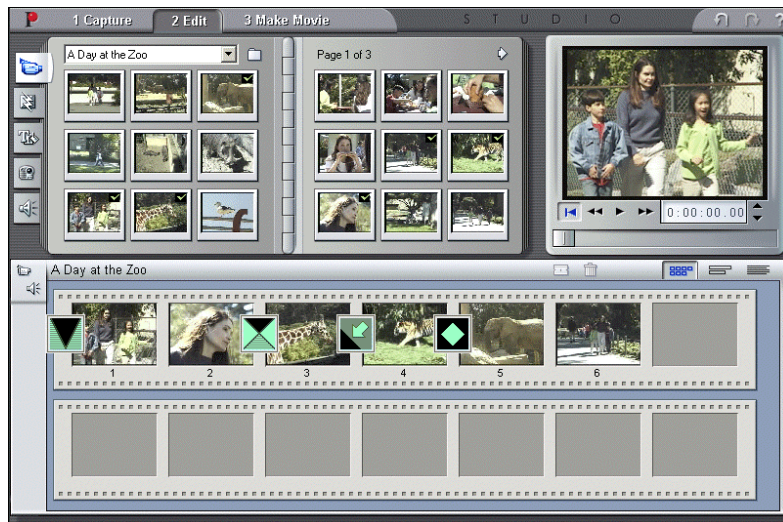 1 Capture
2 Edit
3 Make Movie
STUDIO
A Day at the Zoo
Page 1 of 3
0:00:00.00
A Day at the Zoo
1
2
3
4
5
6